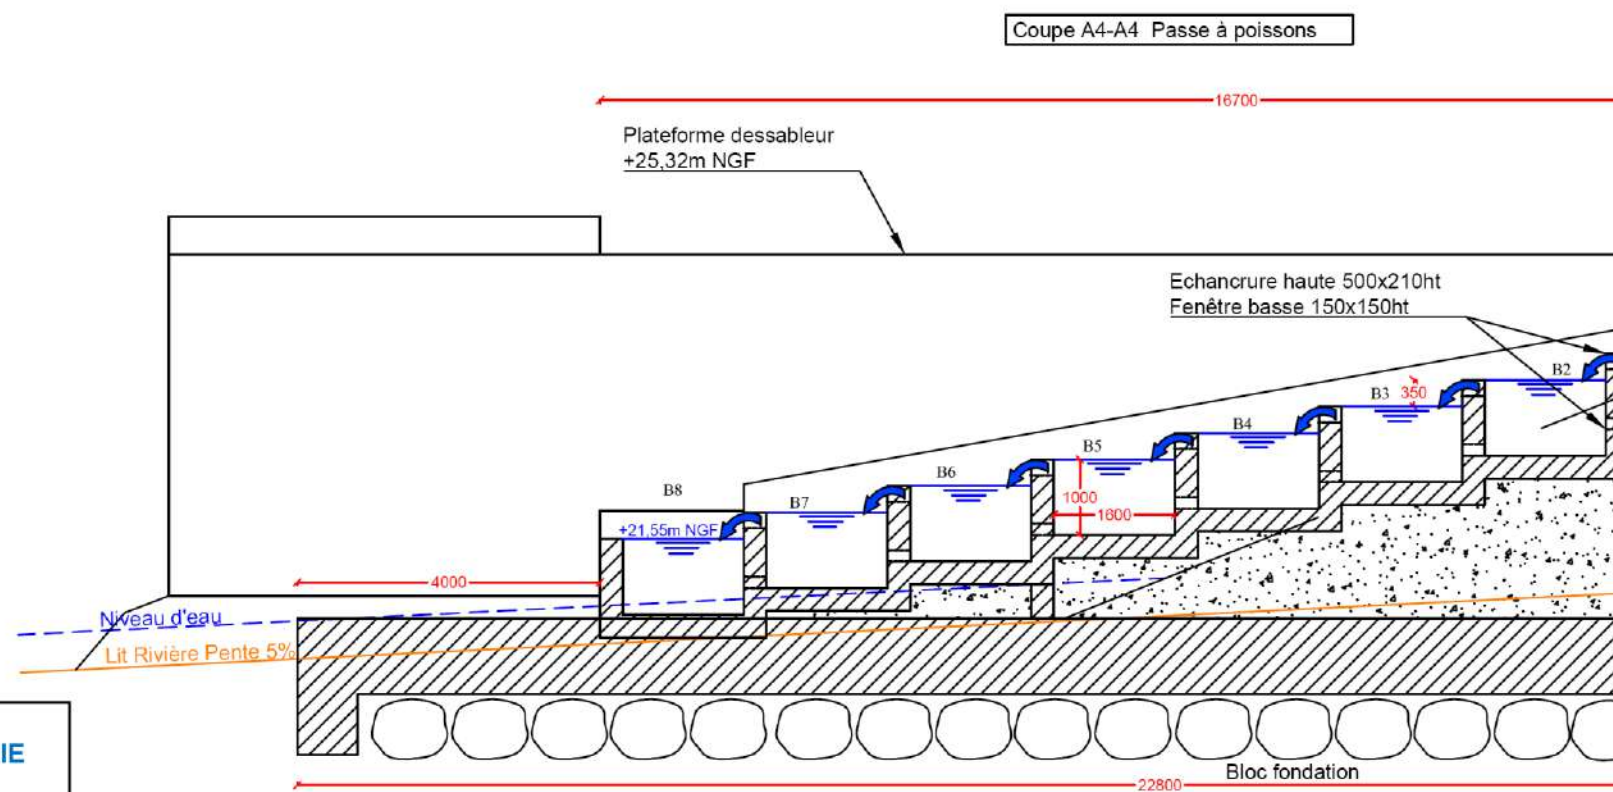 Coupe A4-A4 Passe à poissons
16700
Plateforme dessableur
+25,32m NGF
Echancrure haute 500x210ht
Fenêtre basse 150x150ht
B2
B3
350
B4
B5
B6
B7
B8
1000
1600
+21,55m NGF
4000
Niveau d'eau
Lit Rivière Pente 5%
IE
Bloc fondation
22800